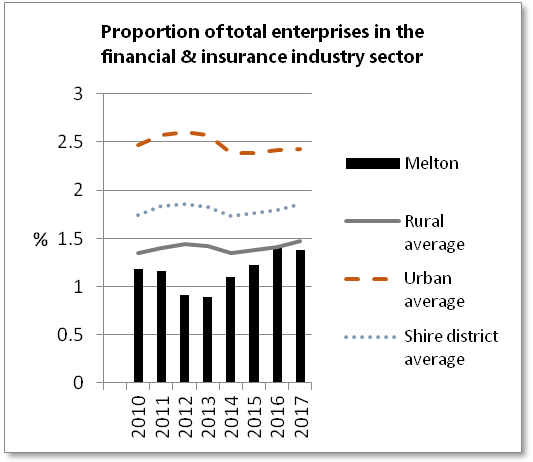 Proportion of total enterprises in the
financial & insurance industry sector
3
2.5
2
1.5
1
0.5
0
%
2010
2011
2012
2013
2014
2015
2016
2017
Melton
Rural
average
Urban
average
Shire district
average